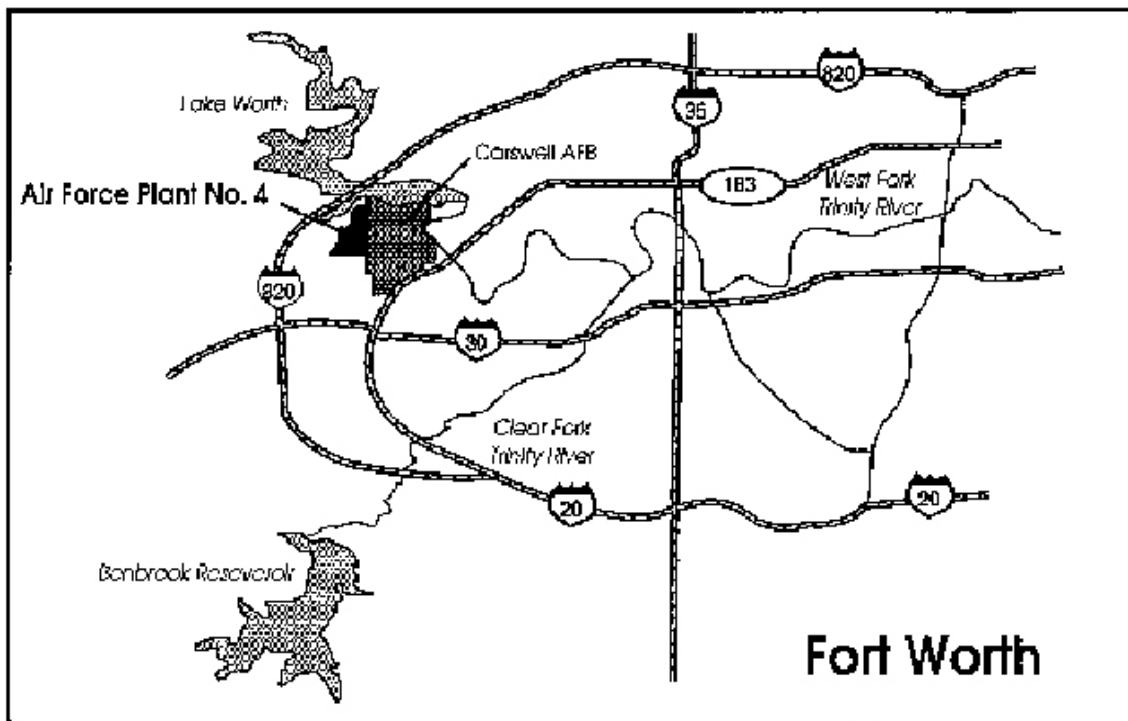 820
Lake Worth
35
Carswell AFB
183
West Fork
Trinity River
Air Force Plant No. 4
820
30
Clear Fork
Trinity River
20
20
Benbrook Reseveroir
Fort Worth